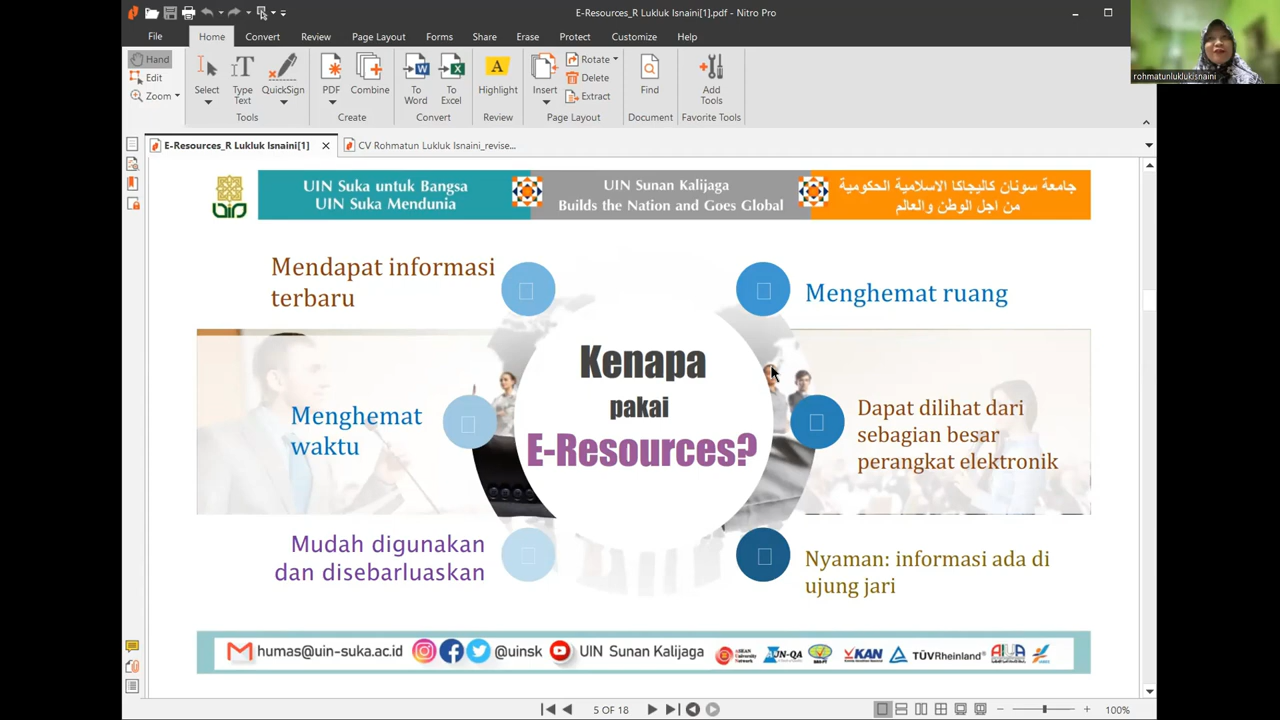 E-Resources_R Lukluk Isnaini[1].pdf - Nitro Pro
rohmatunluklukisnaini
File Home Convert Review Page Layout Forms Share Erase Protect Customize Help
Hand
Edit
Zoom
Select
Type
Text
QuickSign
Tools
PDF
Combine
Create
To
Word
To
Excel
Convert
Highlight
Review
Insert
Rotate
Delete
Extract
Page Layout
Find
Document
Add
Tools
Favorite Tools
E-Resources_R Lukluk Isnaini[1]
CV Rohmatun Lukluk Isnaini_revise...
UIN Suka untuk Bangsa
UIN Suka Mendunia
UIN Sunan Kalijaga
Builds the Nation and Goes Global
جامعة سونان كاليجاكا الاسلامية الحكومية
من اجل الوطن والعالم
Mendapat informasi
terbaru
Menghemat ruang
Kenapa
pakai
E-Resources?
Menghemat
waktu
Dapat dilihat dari
sebagian besar
perangkat elektronik
Mudah digunakan
dan disebarluaskan
Nyaman: informasi ada di
ujung jari
humas@uin-suka.ac.id
@uinsk
UIN Sunan Kalijaga
KAN
TÜVRheinland
5 OF 18
100%